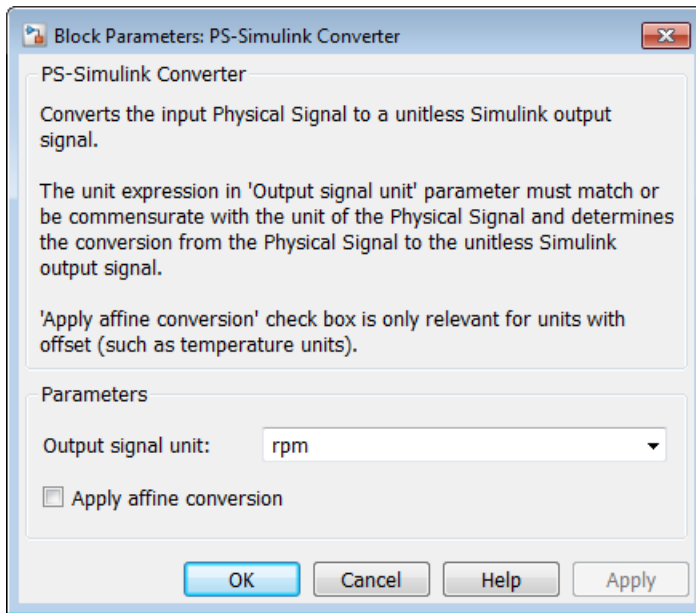 Block Parameters: PS-Simulink Converter
PS-Simulink Converter
Converts the input Physical Signal to a unitless Simulink output
signal.
The unit expression in 'Output signal unit' parameter must match or
be commensurate with the unit of the Physical Signal and determines
the conversion from the Physical Signal to the unitless Simulink
output signal.
'Apply affine conversion' check box is only relevant for units with
offset (such as temperature units).
Parameters
Output signal unit: rpm
Apply affine conversion
OK Cancel Help Apply